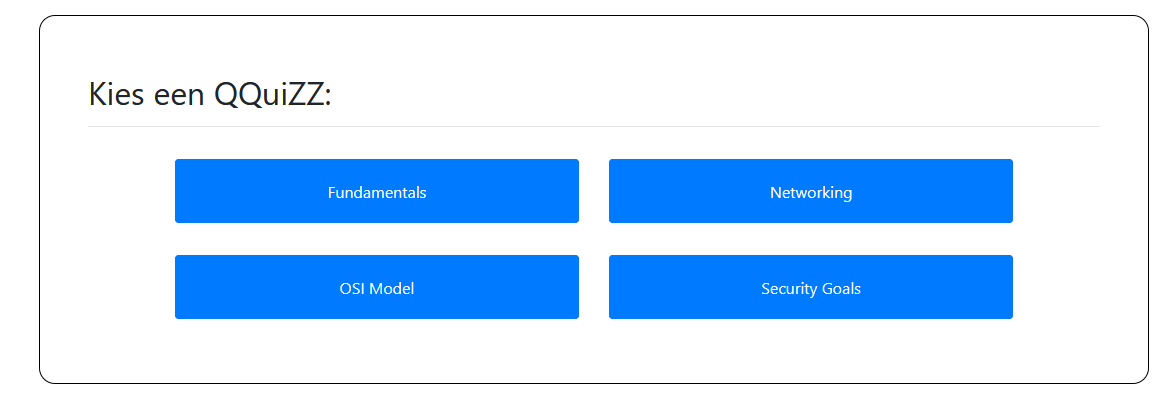 Kies een QQuiZZ:
Fundamentals
Networking
OSI Model
Security Goals